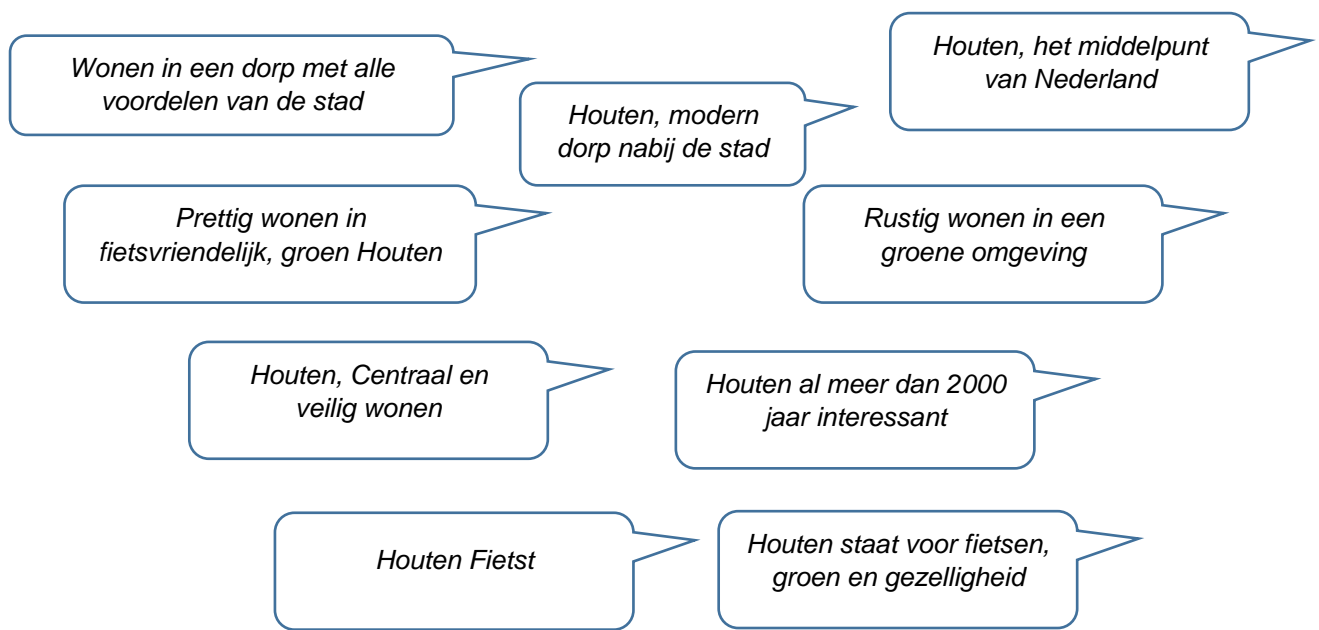 Wonen in een dorp met alle
voordelen van de stad
Houten, modern
dorp nabij de stad
Houten, het middelpunt
van Nederland
Prettig wonen in
fietsvriendelijk, groen Houten
Rustig wonen in een
groene omgeving
Houten, Centraal en
veilig wonen
Houten al meer dan 2000
jaar interessant
Houten Fietst
Houten staat voor fietsen,
groen en gezelligheid